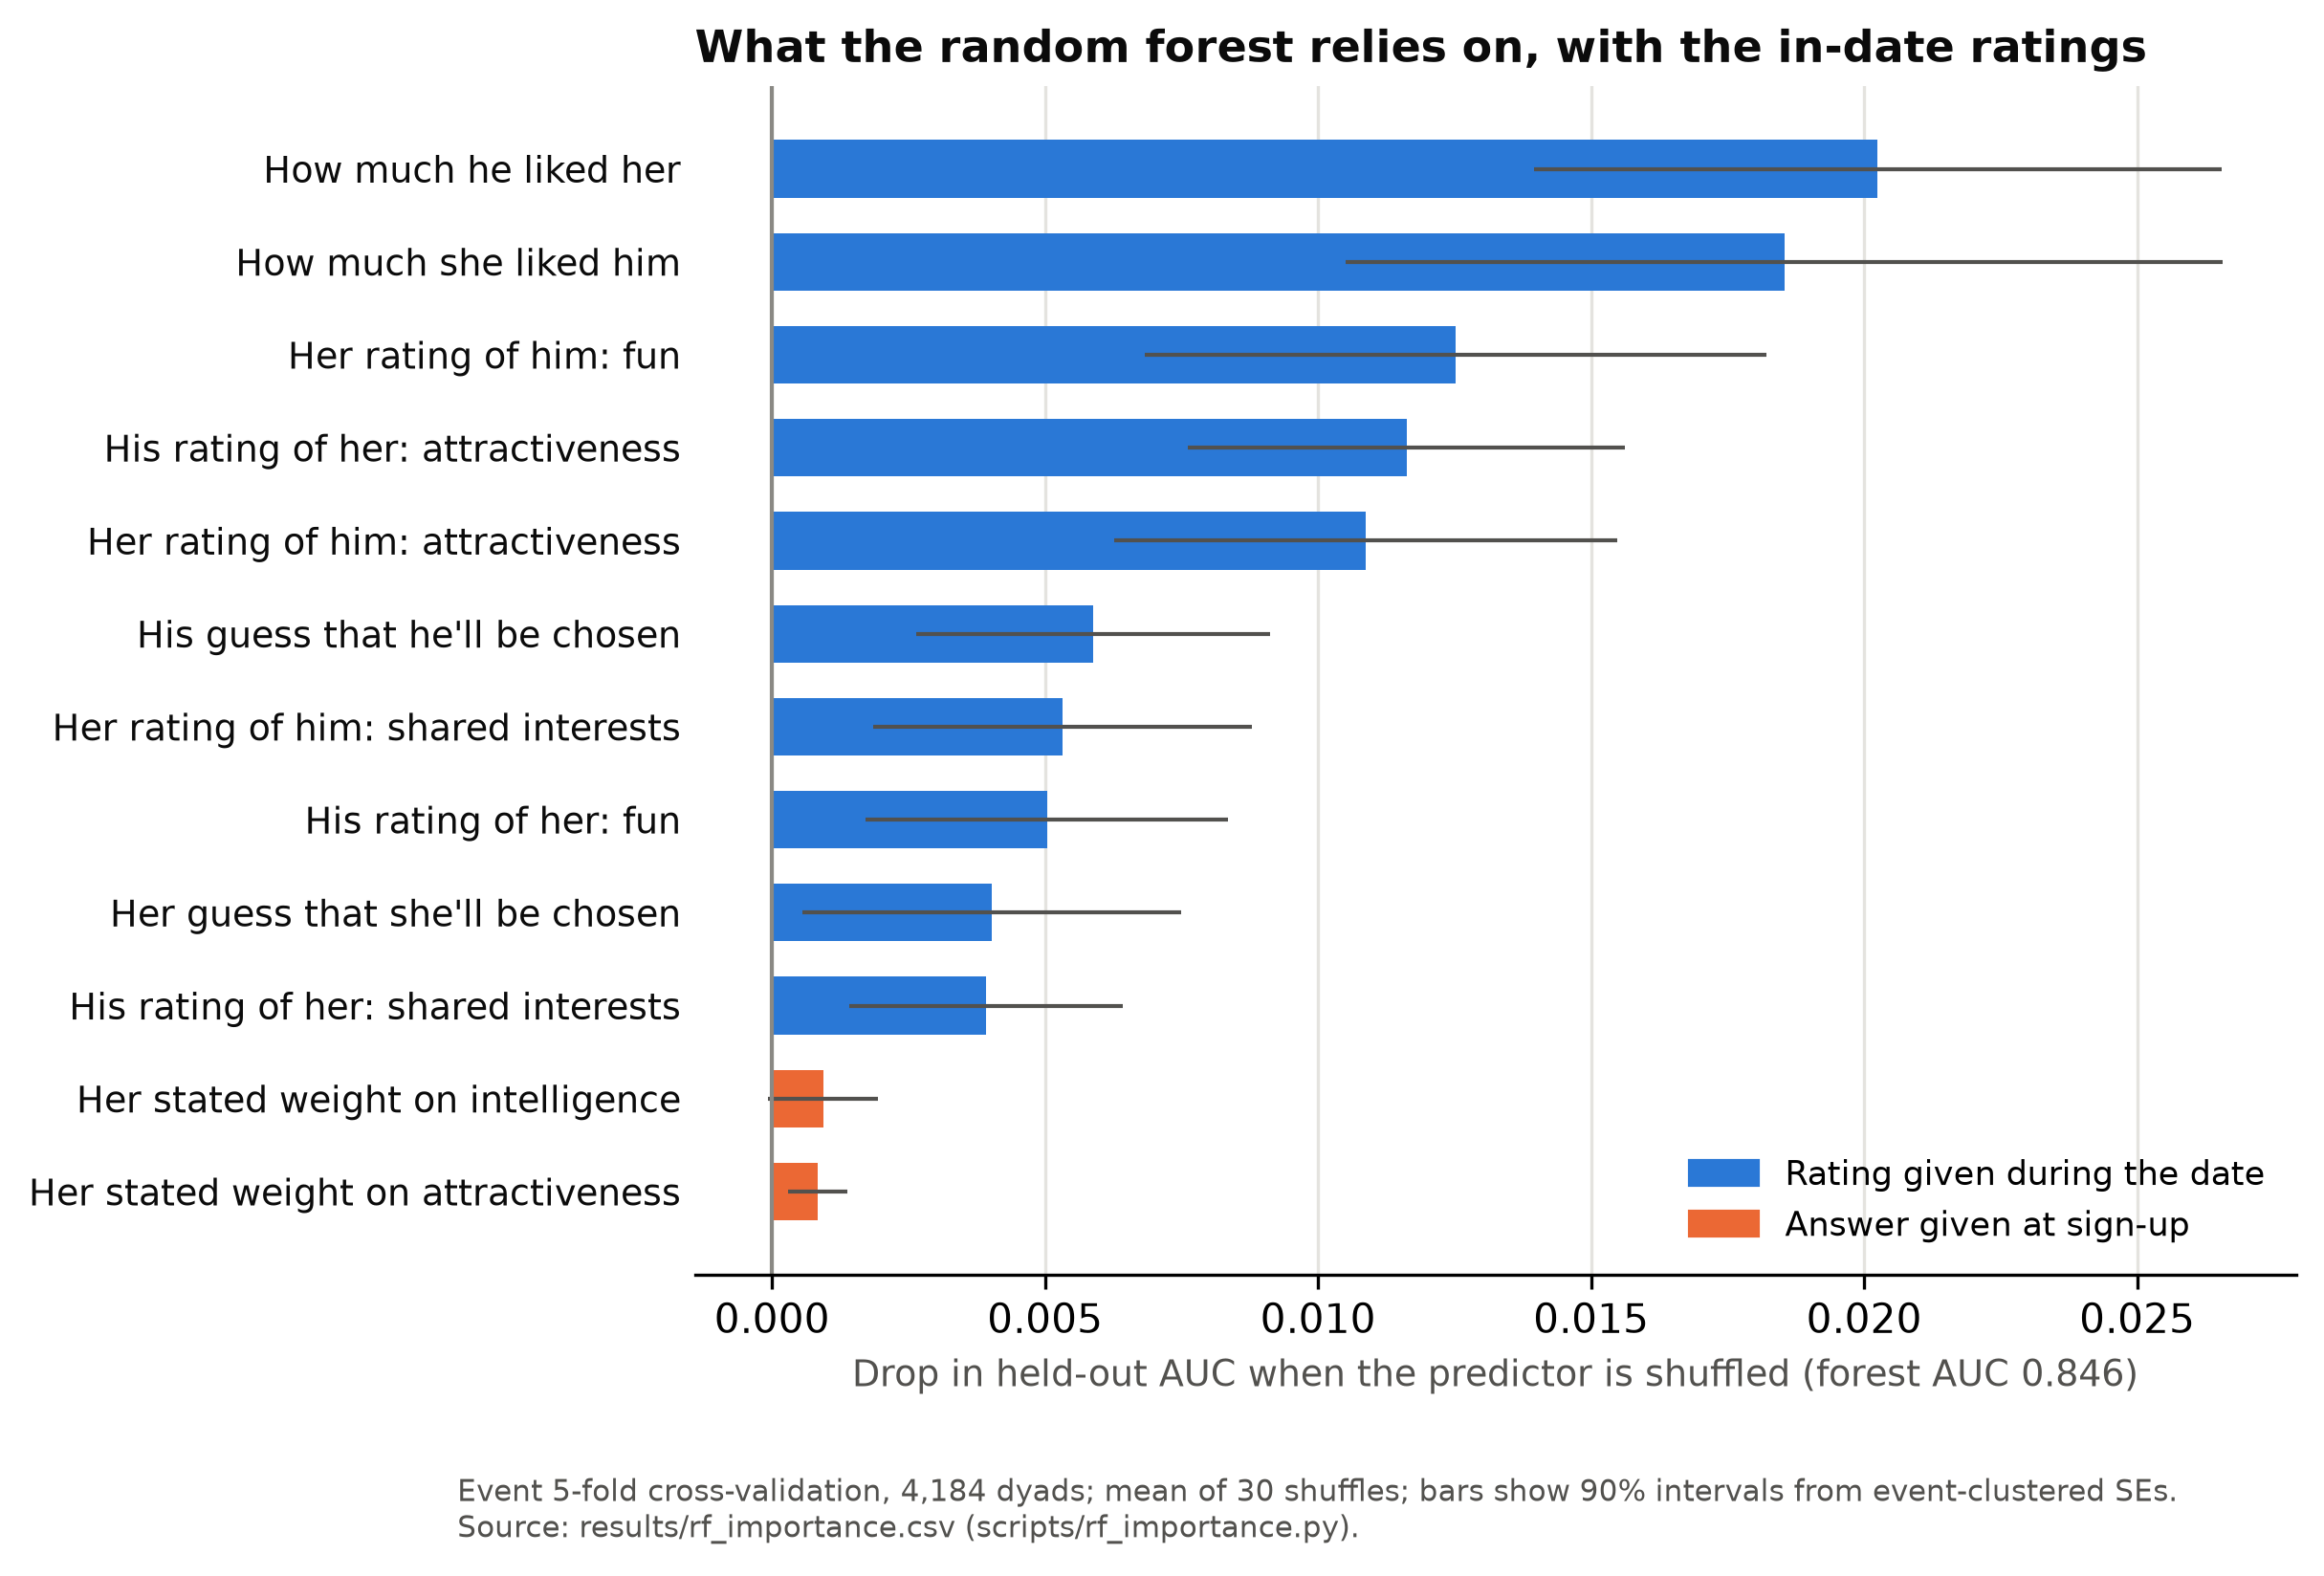 What the random forest relies on, with the in-date ratings
How much he liked her
How much she liked him
Her rating of him: fun
His rating of her: attractiveness
Her rating of him: attractiveness
His guess that he'll be chosen
Her rating of him: shared interests
His rating of her: fun
Her guess that she'll be chosen
His rating of her: shared interests
Her stated weight on intelligence
Her stated weight on attractiveness
Rating given during the date
Answer given at sign-up
0.000 0.005 0.010 0.015 0.020 0.025
Drop in held-out AUC when the predictor is shuffled (forest AUC 0.846)
Event 5-fold cross-validation, 4,184 dyads; mean of 30 shuffles; bars show 90% intervals from event-clustered SEs.
Source: results/rf_importance.csv (scripts/rf_importance.py).